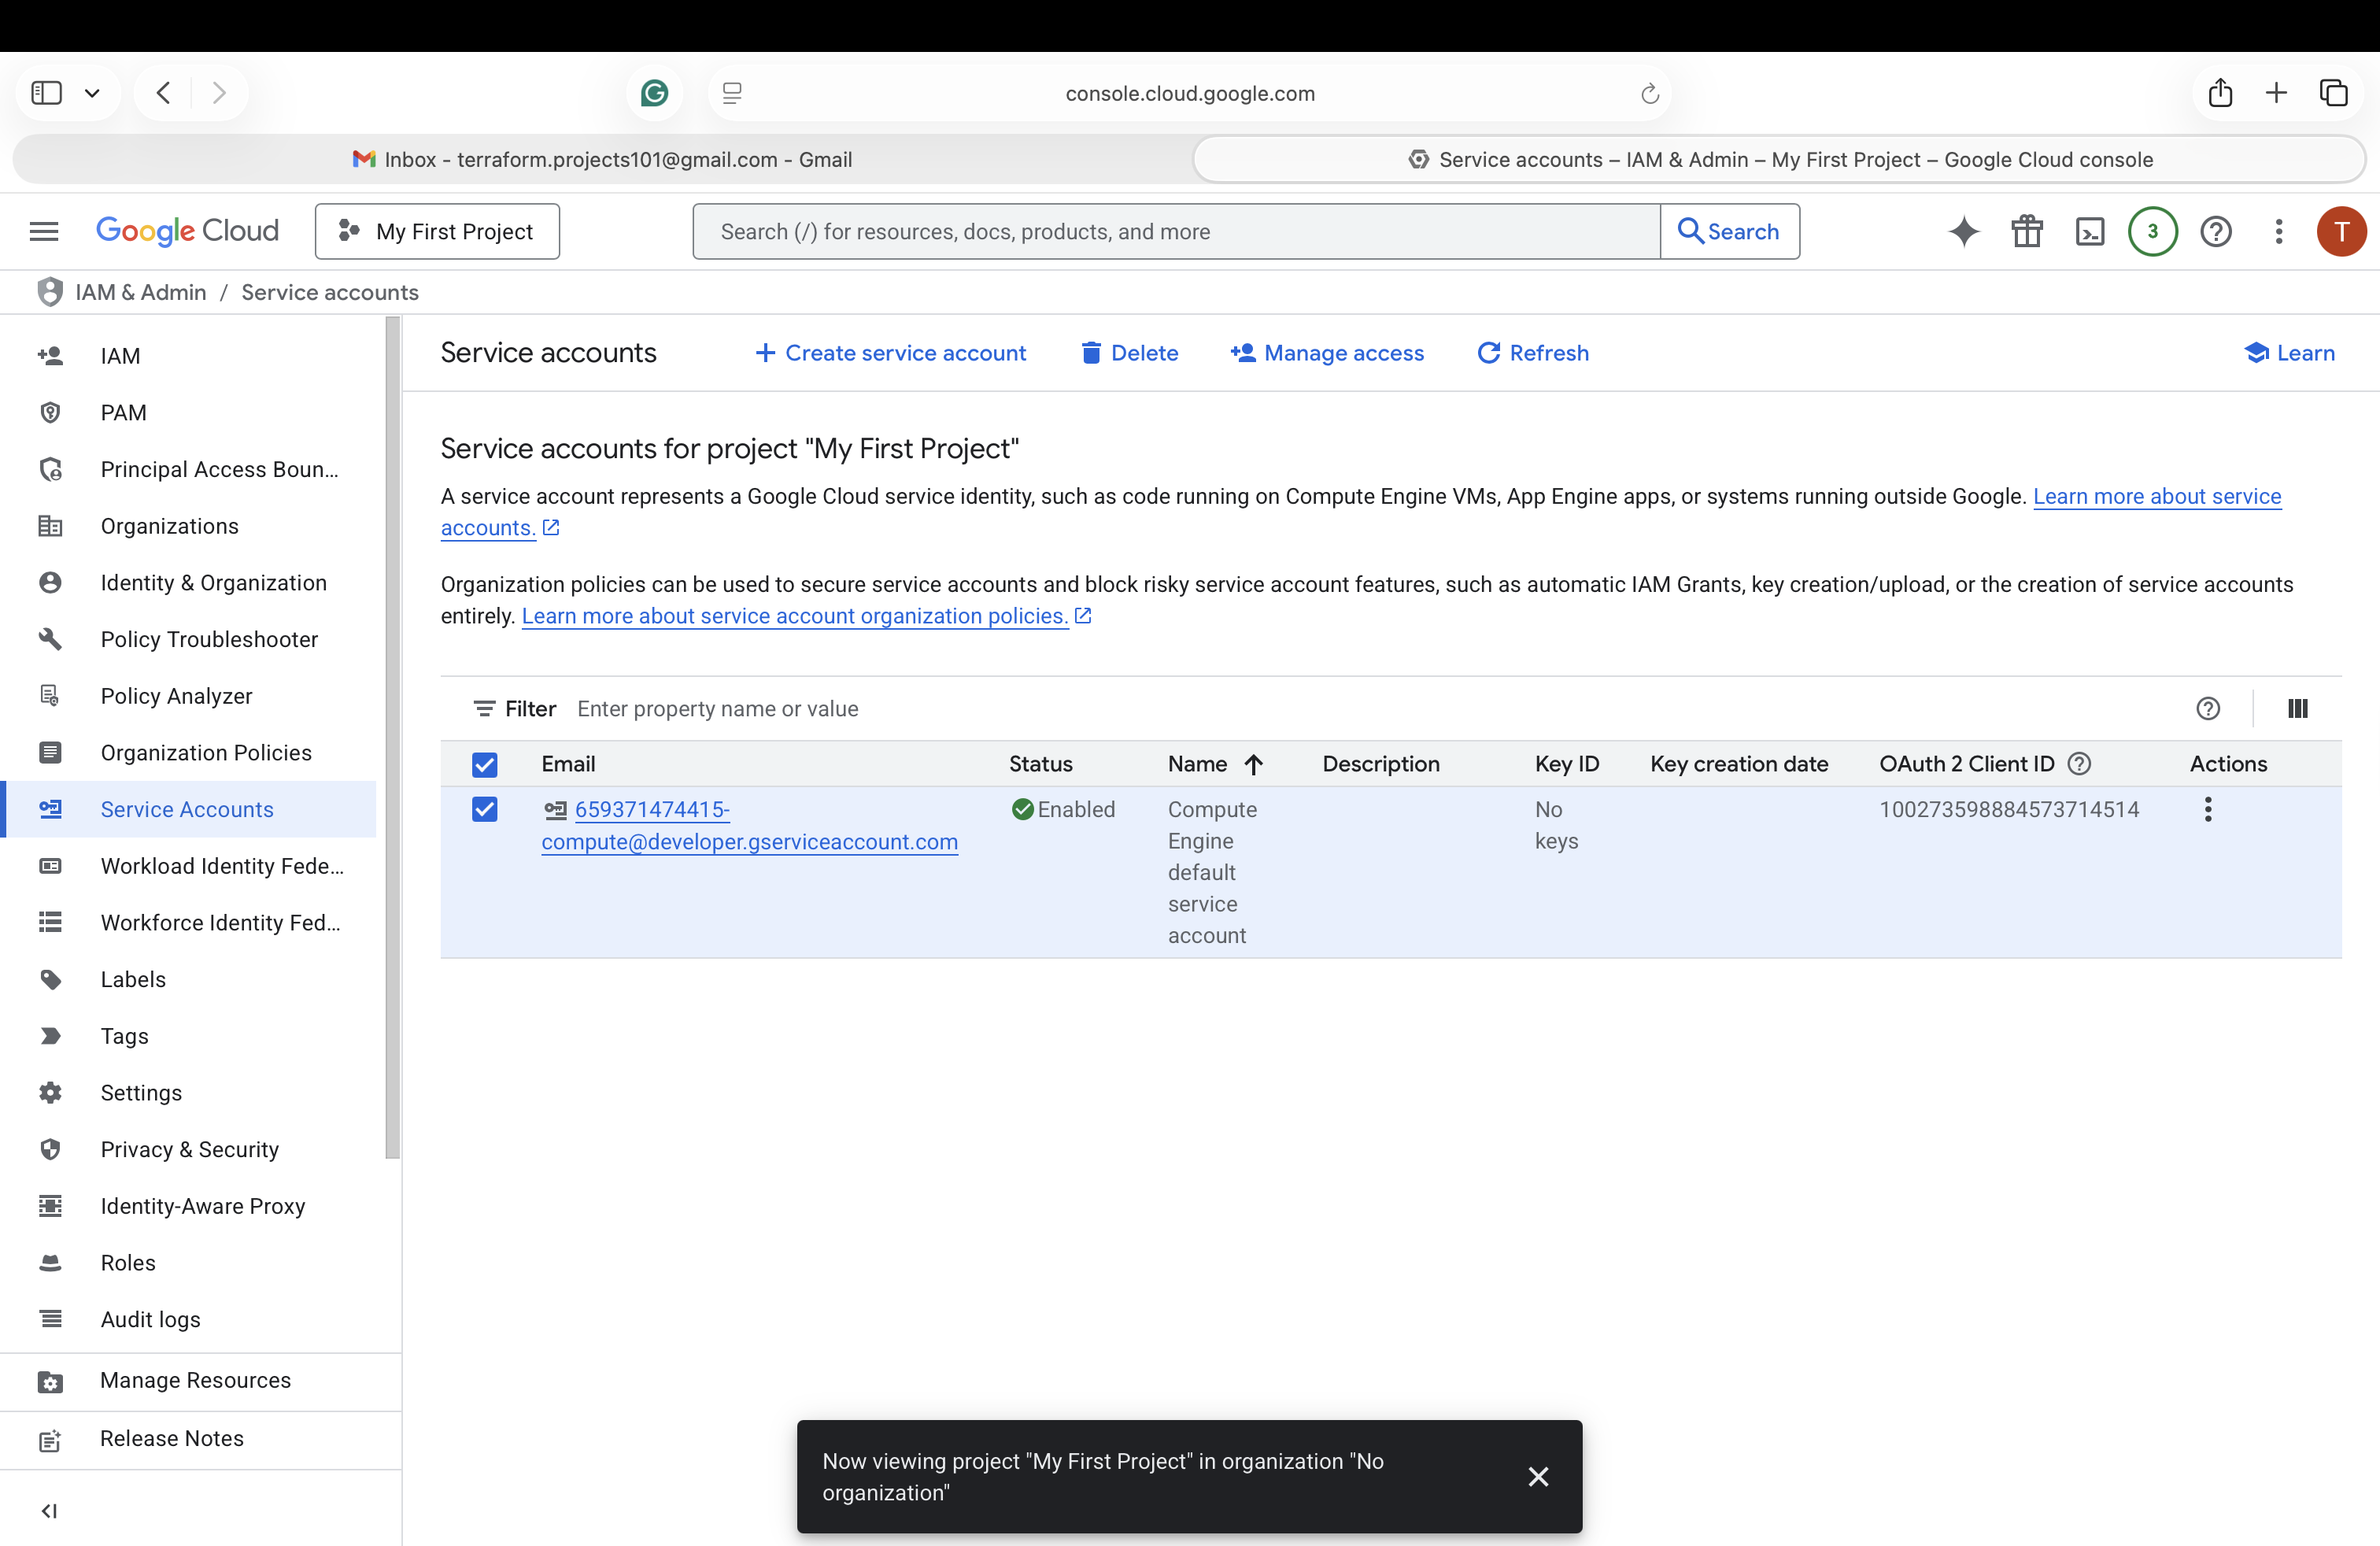 console.cloud.google.com
Inbox - terraform.projects101@gmail.com - Gmail
Service accounts – IAM & Admin – My First Project – Google Cloud console
Google Cloud
My First Project
Search (/) for resources, docs, products, and more
Search
3
T
IAM & Admin / Service accounts
IAM
PAM
Principal Access Boun...
Organizations
Identity & Organization
Policy Troubleshooter
Policy Analyzer
Organization Policies
Service Accounts
Workload Identity Fede...
Workforce Identity Fed...
Labels
Tags
Settings
Privacy & Security
Identity-Aware Proxy
Roles
Audit logs
Manage Resources
Release Notes
Service accounts
Create service account
Delete
Manage access
Refresh
Learn
Service accounts for project "My First Project"
A service account represents a Google Cloud service identity, such as code running on Compute Engine VMs, App Engine apps, or systems running outside Google. Learn more about service
accounts.
Organization policies can be used to secure service accounts and block risky service account features, such as automatic IAM Grants, key creation/upload, or the creation of service accounts
entirely. Learn more about service account organization policies.
Filter Enter property name or value
Email Status Name Description Key ID Key creation date OAuth 2 Client ID Actions
659371474415-
compute@developer.gserviceaccount.com
Enabled
Compute
Engine
default
service
account
No
keys
100273598884573714514
Now viewing project "My First Project" in organization "No
organization"